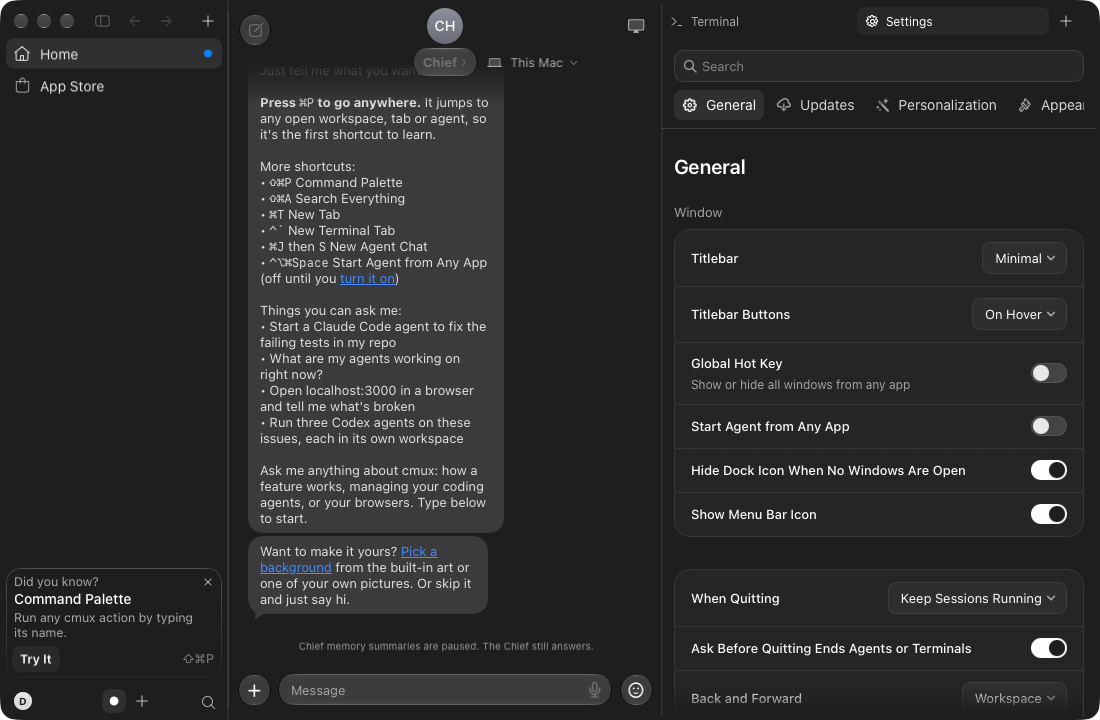 Home
App Store
Did you know?
Command Palette
Run any cmux action by typing
its name.
Try It
⇧⌘P
D
CH
Chief ›
This Mac
Just tell me what you want
Press ⌘P to go anywhere. It jumps to
any open workspace, tab or agent, so
it's the first shortcut to learn.
More shortcuts:
• ⇧⌘P Command Palette
• ⇧⌘A Search Everything
• ⌘T New Tab
• ^` New Terminal Tab
• ⌘J then S New Agent Chat
• ^⌥⌘Space Start Agent from Any App
(off until you turn it on)
Things you can ask me:
• Start a Claude Code agent to fix the
failing tests in my repo
• What are my agents working on
right now?
• Open localhost:3000 in a browser
and tell me what's broken
• Run three Codex agents on these
issues, each in its own workspace
Ask me anything about cmux: how a
feature works, managing your coding
agents, or your browsers. Type below
to start.
Want to make it yours? Pick a
background from the built-in art or
one of your own pictures. Or skip it
and just say hi.
Chief memory summaries are paused. The Chief still answers.
Message
Terminal
Settings
Search
General
Updates
Personalization
Appear
General
Window
Titlebar
Minimal
Titlebar Buttons
On Hover
Global Hot Key
Show or hide all windows from any app
Start Agent from Any App
Hide Dock Icon When No Windows Are Open
Show Menu Bar Icon
When Quitting
Keep Sessions Running
Ask Before Quitting Ends Agents or Terminals
Back and Forward
Workspace